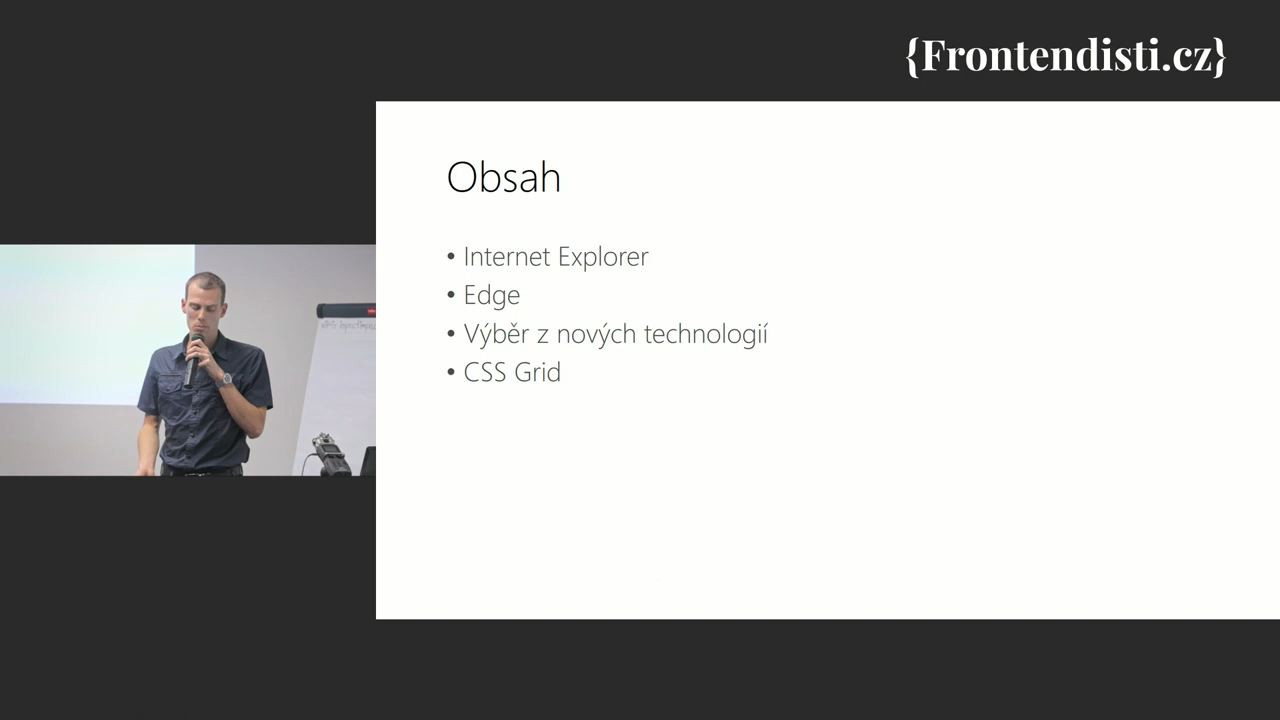 {Frontendisti.cz}
Obsah
• Internet Explorer
• Edge
• Výběr z nových technologií
• CSS Grid